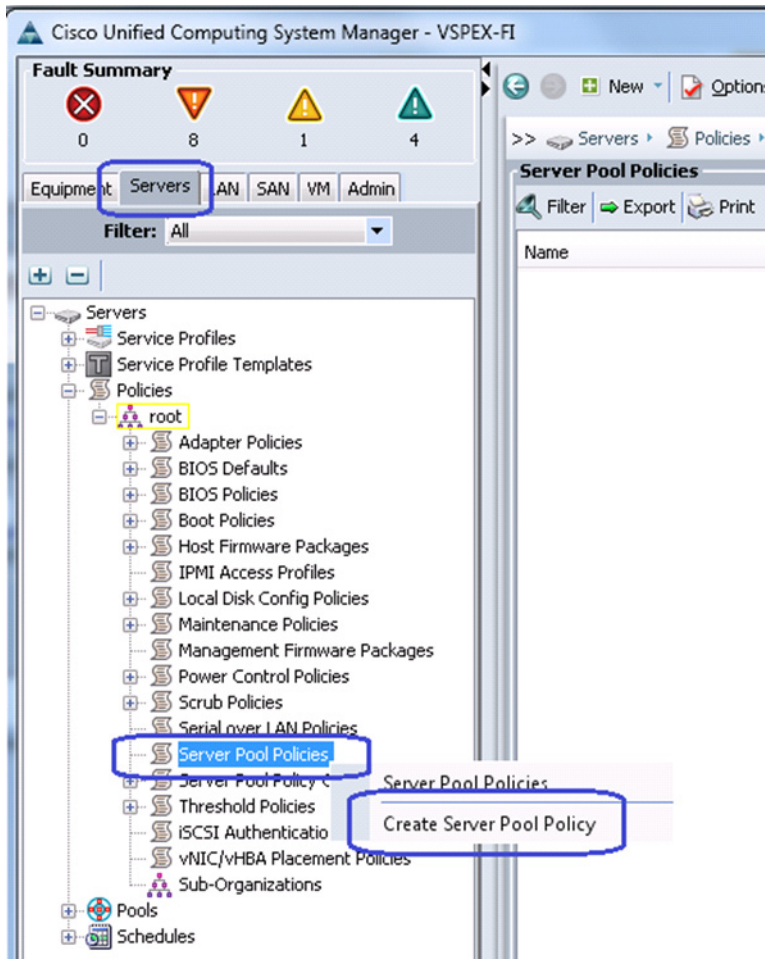 Cisco Unified Computing System Manager - VSPEX-FI
Fault Summary
0 8 1 4
New Option
>> Servers Policies
Equipment Servers LAN SAN VM Admin
Server Pool Policies
Filter Export Print
Filter: All
Name
Servers
Service Profiles
Service Profile Templates
Policies
root
Adapter Policies
BIOS Defaults
BIOS Policies
Boot Policies
Host Firmware Packages
IPMI Access Profiles
Local Disk Config Policies
Maintenance Policies
Management Firmware Packages
Power Control Policies
Scrub Policies
Serial over LAN Policies
Server Pool Policies
Server Pool Policies
Server Pool Policy
Create Server Pool Policy
Threshold Policies
iSCSI Authenticatio
vNIC/vHBA Placement Policies
Sub-Organizations
Pools
Schedules